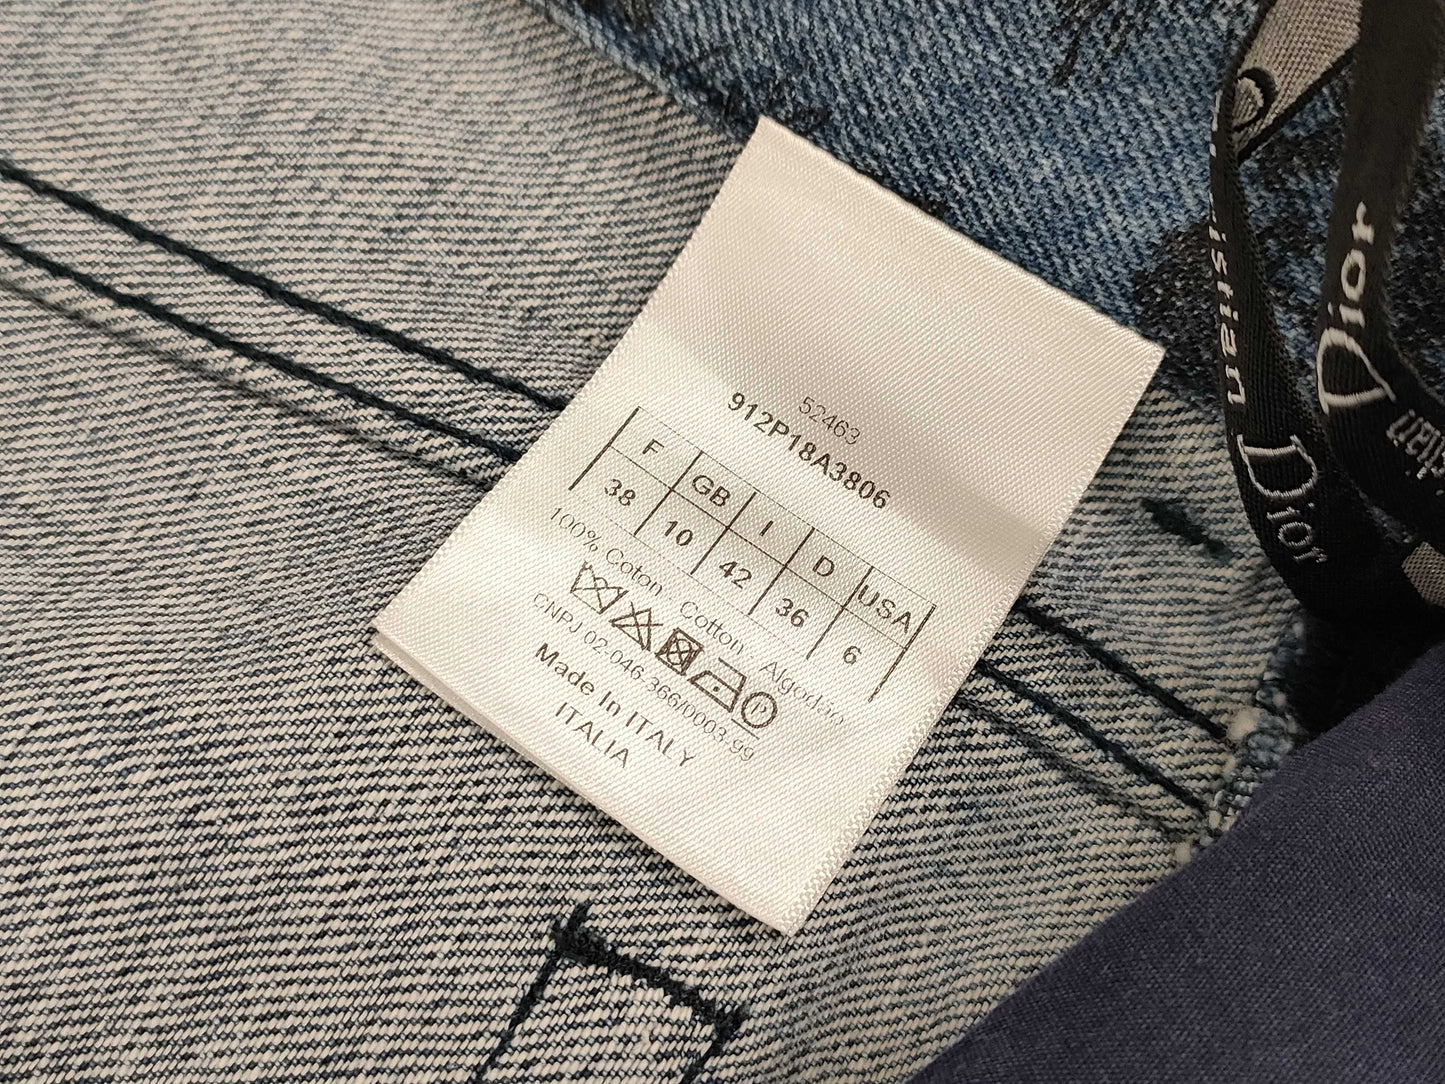 52463
912P18A3806
F GB I D USA
38 10 42 36 6
100% Coton Cotton Algodão
P
CNPJ 02-046-366/0003-99
Made In ITALY
ITALIA
Christian Dior
Dior